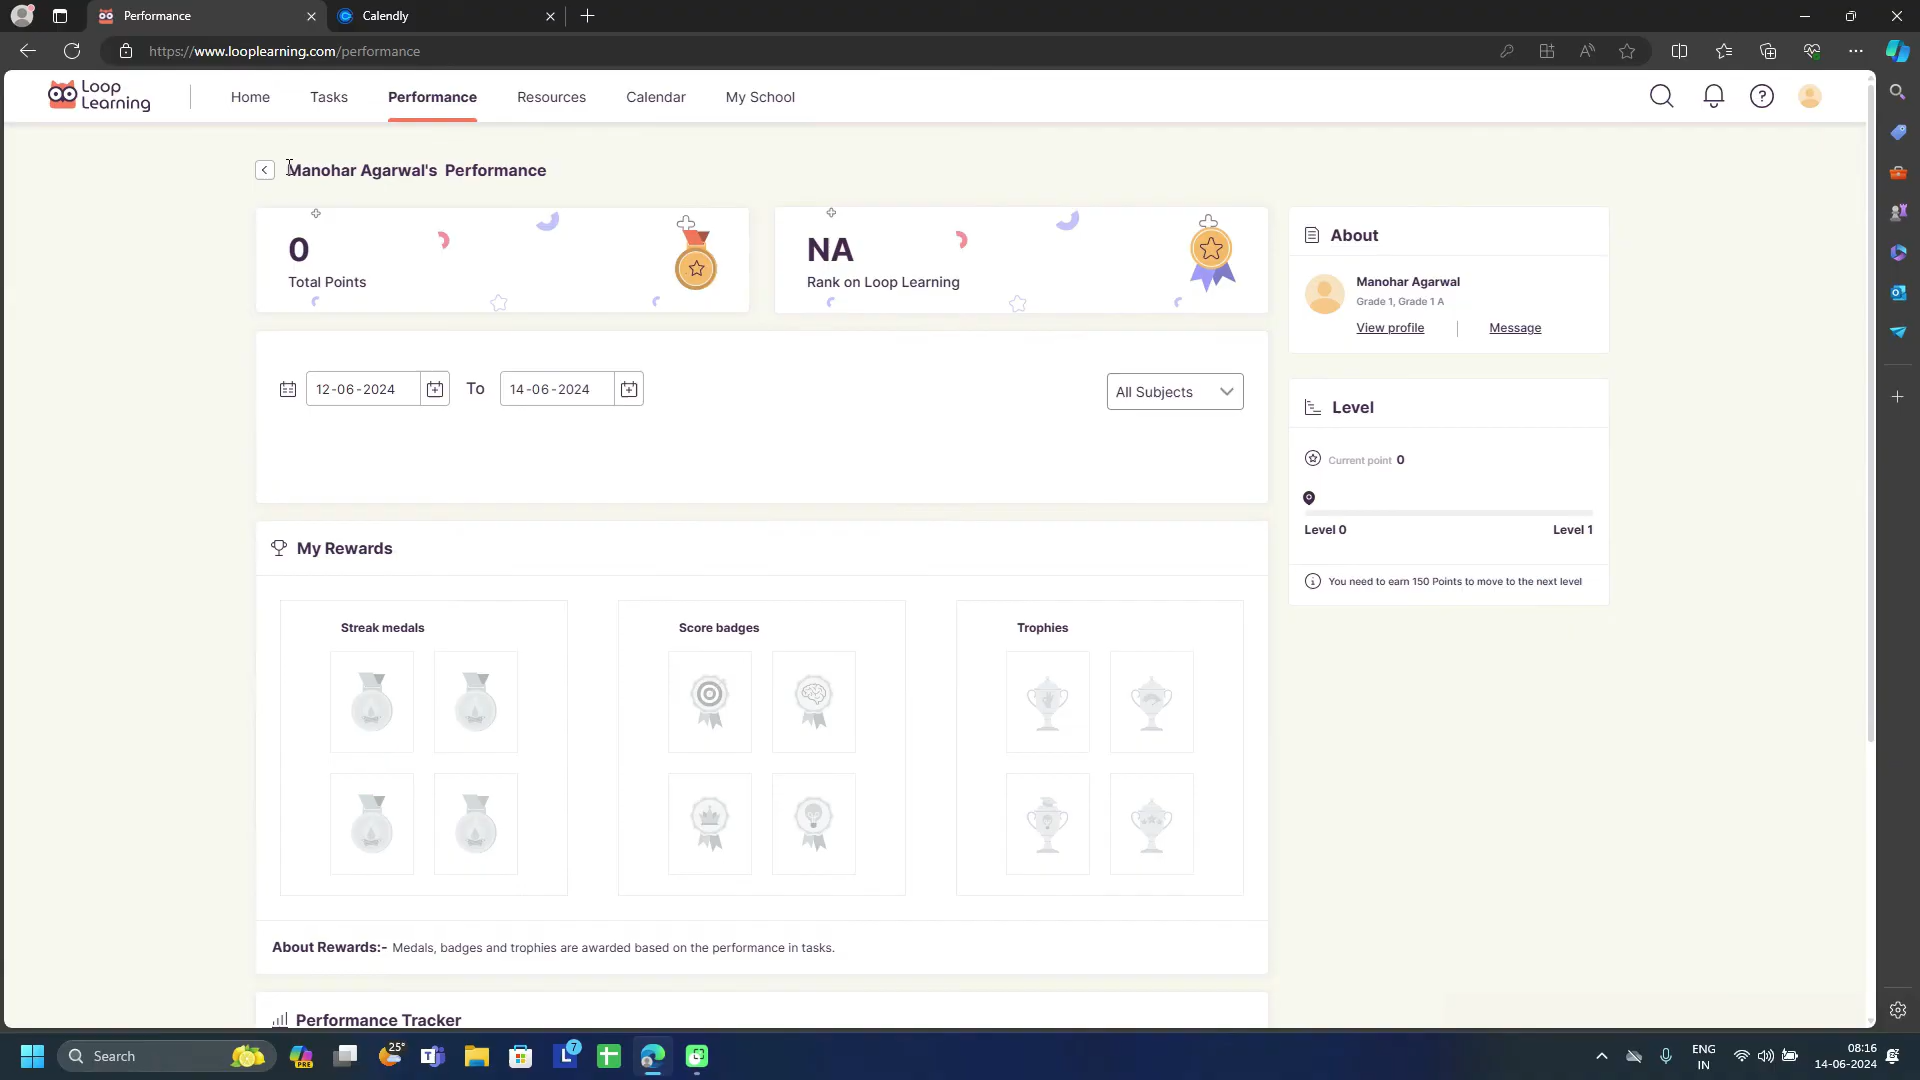 Performance
Calendly
https://www.looplearning.com/performance
Loop Learning
Home
Tasks
Performance
Resources
Calendar
My School
Manohar Agarwal's Performance
0
Total Points
NA
Rank on Loop Learning
About
Manohar Agarwal
Grade 1, Grade 1 A
View profile
Message
12-06-2024
To
14-06-2024
All Subjects
Level
Current point 0
Level 0
Level 1
You need to earn 150 Points to move to the next level
My Rewards
Streak medals
Score badges
Trophies
About Rewards:- Medals, badges and trophies are awarded based on the performance in tasks.
Performance Tracker
Search
PRE
25°
7
ENG
IN
08:16
14-06-2024